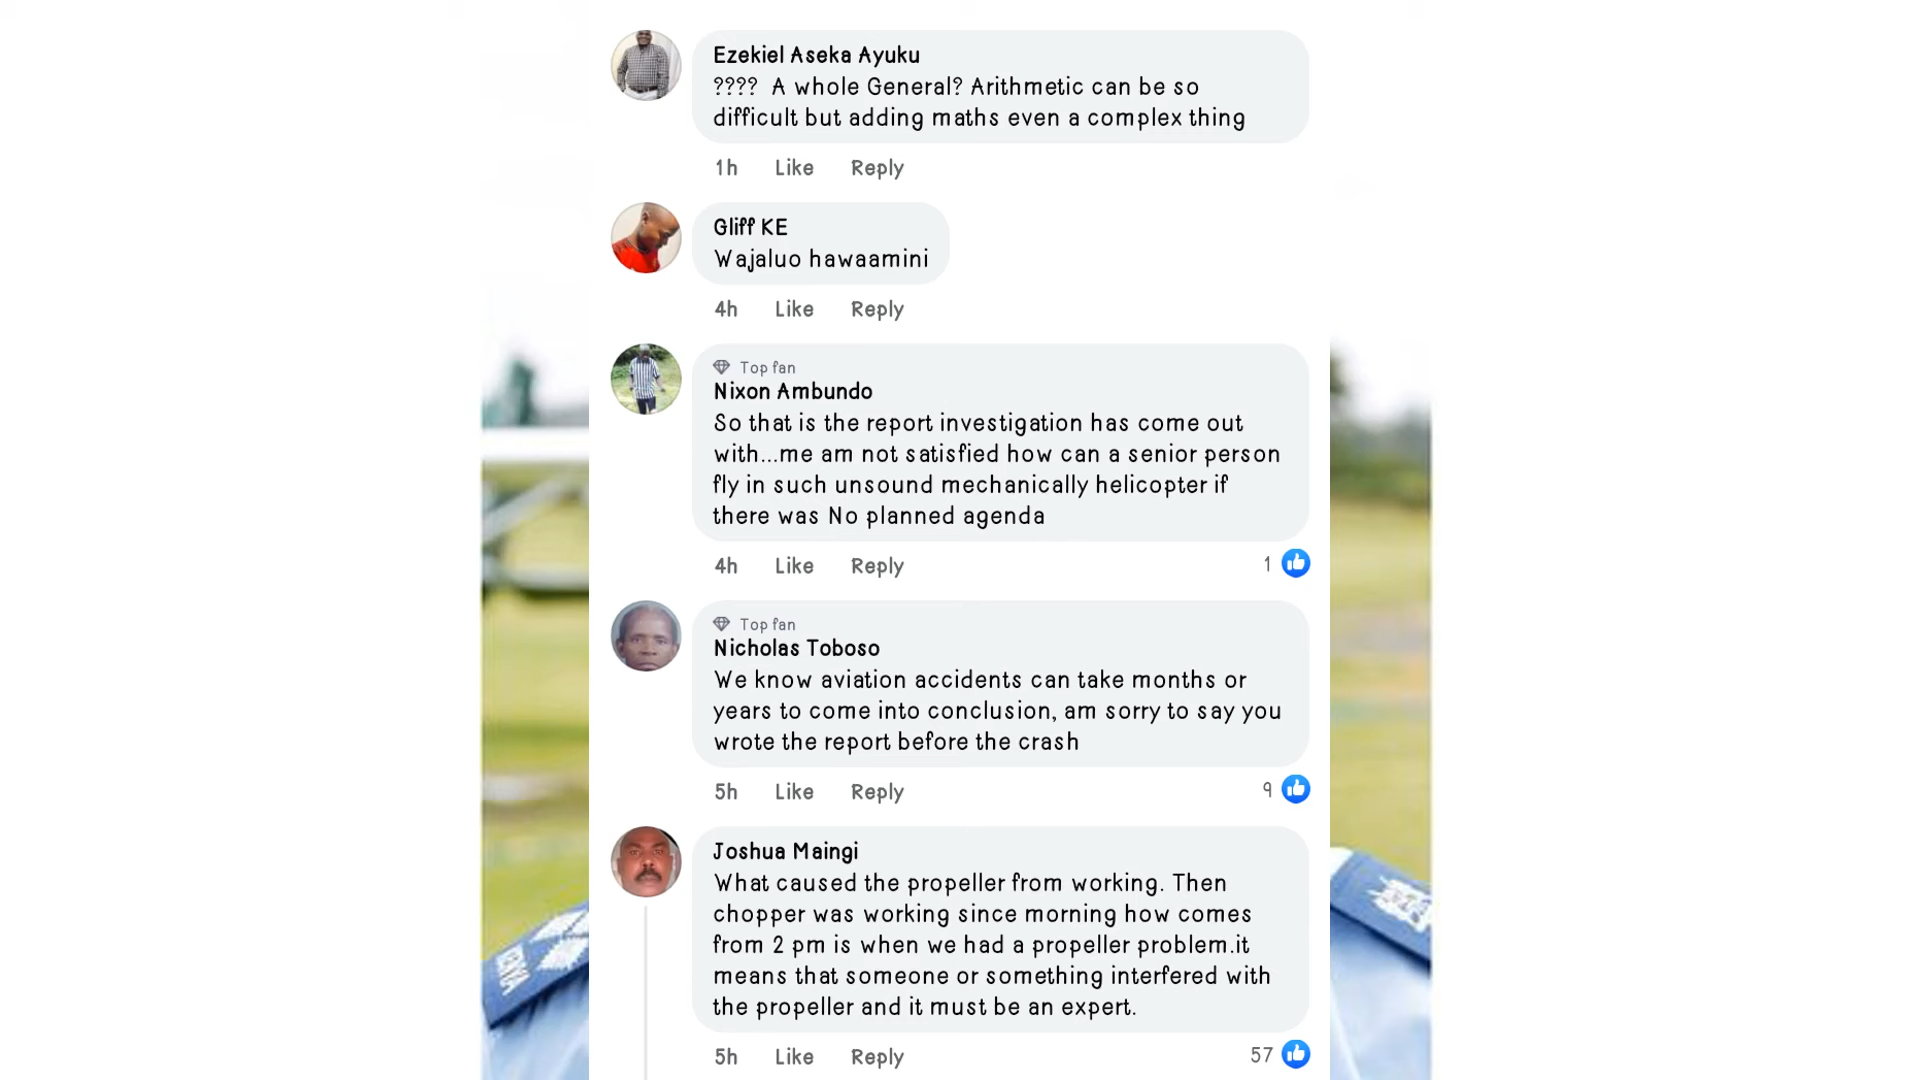 Ezekiel Aseka Ayuku
???? A whole General? Arithmetic can be so
difficult but adding maths even a complex thing
1h Like Reply
Gliff KE
Wajaluo hawaamini
4h Like Reply
Top fan
Nixon Ambundo
So that is the report investigation has come out
with...me am not satisfied how can a senior person
fly in such unsound mechanically helicopter if
there was No planned agenda
4h Like Reply 1
Top fan
Nicholas Toboso
We know aviation accidents can take months or
years to come into conclusion, am sorry to say you
wrote the report before the crash
5h Like Reply 9
Joshua Maingi
What caused the propeller from working. Then
chopper was working since morning how comes
from 2 pm is when we had a propeller problem.it
means that someone or something interfered with
the propeller and it must be an expert.
5h Like Reply 57
KENYA